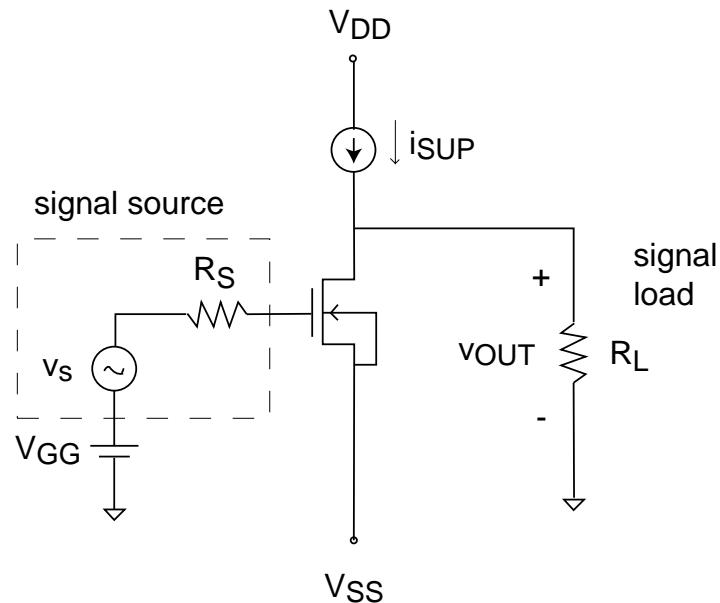 VDD
iSUP
signal source
RS
signal
load
+
vs
vOUT
RL
-
VGG
VSS